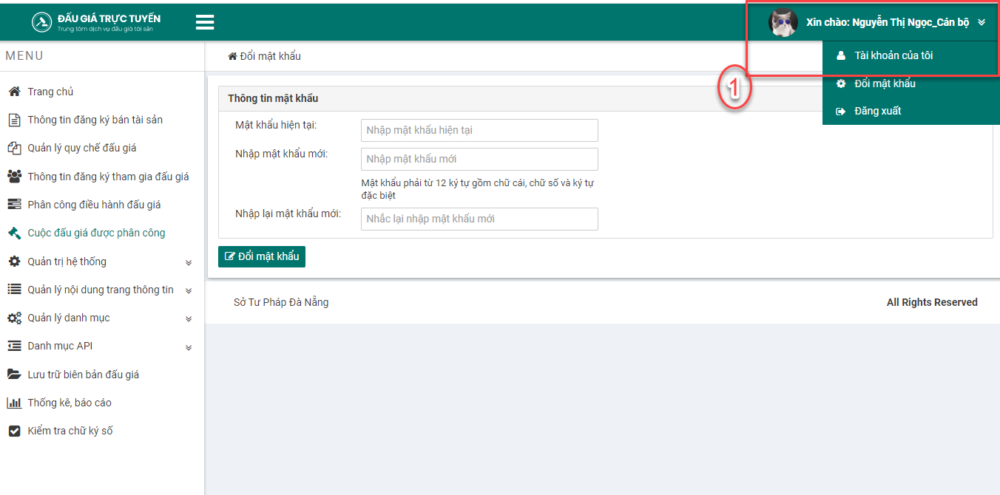 ĐẤU GIÁ TRỰC TUYẾN
Trung tâm dịch vụ đấu giá tài sản
Xin chào: Nguyễn Thị Ngọc_Cán bộ
MENU
Đổi mật khẩu
Tài khoản của tôi
Đổi mật khẩu
Đăng xuất
1
Trang chủ
Thông tin đăng ký bán tài sản
Quản lý quy chế đấu giá
Thông tin đăng ký tham gia đấu giá
Phân công điều hành đấu giá
Cuộc đấu giá được phân công
Quản trị hệ thống
Quản lý nội dung trang thông tin
Quản lý danh mục
Danh mục API
Lưu trữ biên bản đấu giá
Thống kê, báo cáo
Kiểm tra chữ ký số
Thông tin mật khẩu
Mật khẩu hiện tại:
Nhập mật khẩu hiện tại
Nhập mật khẩu mới:
Nhập mật khẩu mới
Mật khẩu phải từ 12 ký tự gồm chữ cái, chữ số và ký tự
đặc biệt
Nhập lại mật khẩu mới:
Nhắc lại nhập mật khẩu mới
Đổi mật khẩu
Sở Tư Pháp Đà Nẵng
All Rights Reserved